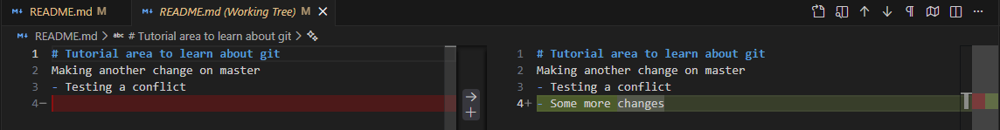 README.md M
README.md (Working Tree) M
README.md > # Tutorial area to learn about git >
1 # Tutorial area to learn about git
2 Making another change on master
3 - Testing a conflict
4−
1 # Tutorial area to learn about git
2 Making another change on master
3 - Testing a conflict
4+ - Some more changes